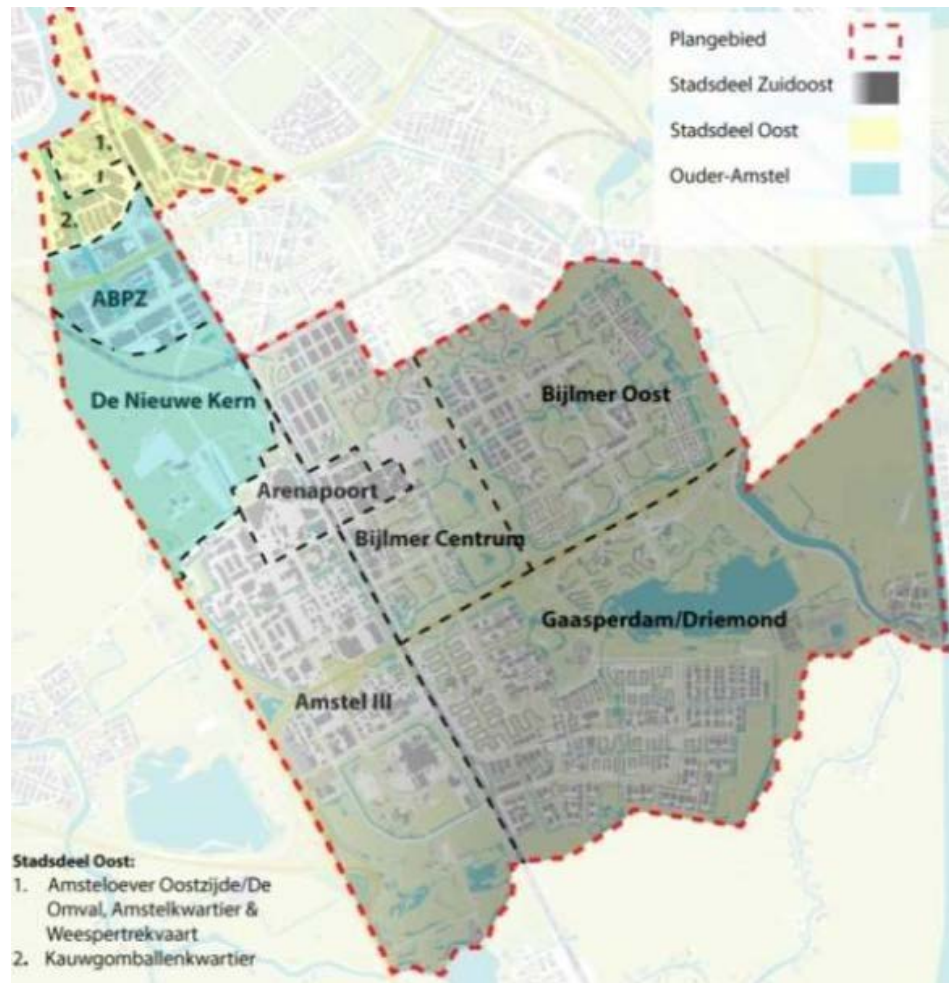 Plangebied
Stadsdeel Zuidoost
Stadsdeel Oost
Ouder-Amstel
1.
2.
ABPZ
De Nieuwe Kern
Bijlmer Oost
Arenapoort
Bijlmer Centrum
Gaasperdam/Driemond
Amstel III
Stadsdeel Oost:
1. Amsteloever Oostzijde/De
Omval, Amstelkwartier &
Weespertrekvaart
2. Kauwgomballenkwartier